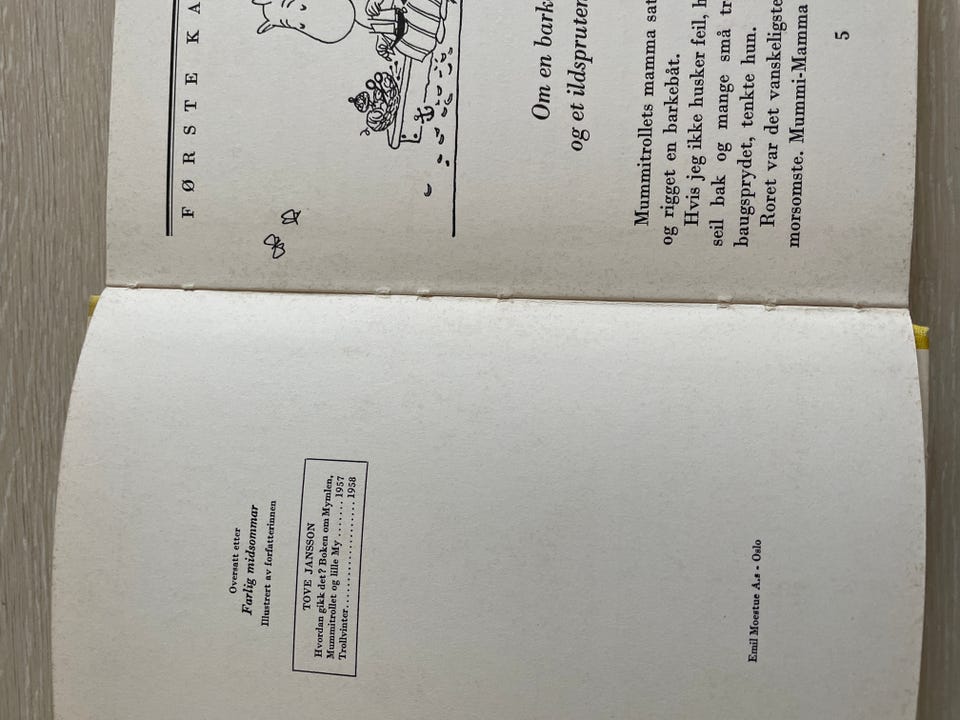 Oversatt etter
Farlig midsommar
Illustrert av forfatterinnen
TOVE JANSSON
Hvordan gikk det? Boken om Mymlen,
Mummitrollet og lille My ....... 1957
Trollvinter................... 1958
Emil Moestue A.s - Oslo
FØRSTE KA
Om en bark
og et ildspruten
Mummitrollets mamma sat
og rigget en barkebåt.
Hvis jeg ikke husker feil, h
seil bak og mange små tr
baugsprydet, tenkte hun.
Roret var det vanskeligste
morsomste. Mummi-Mamma
5